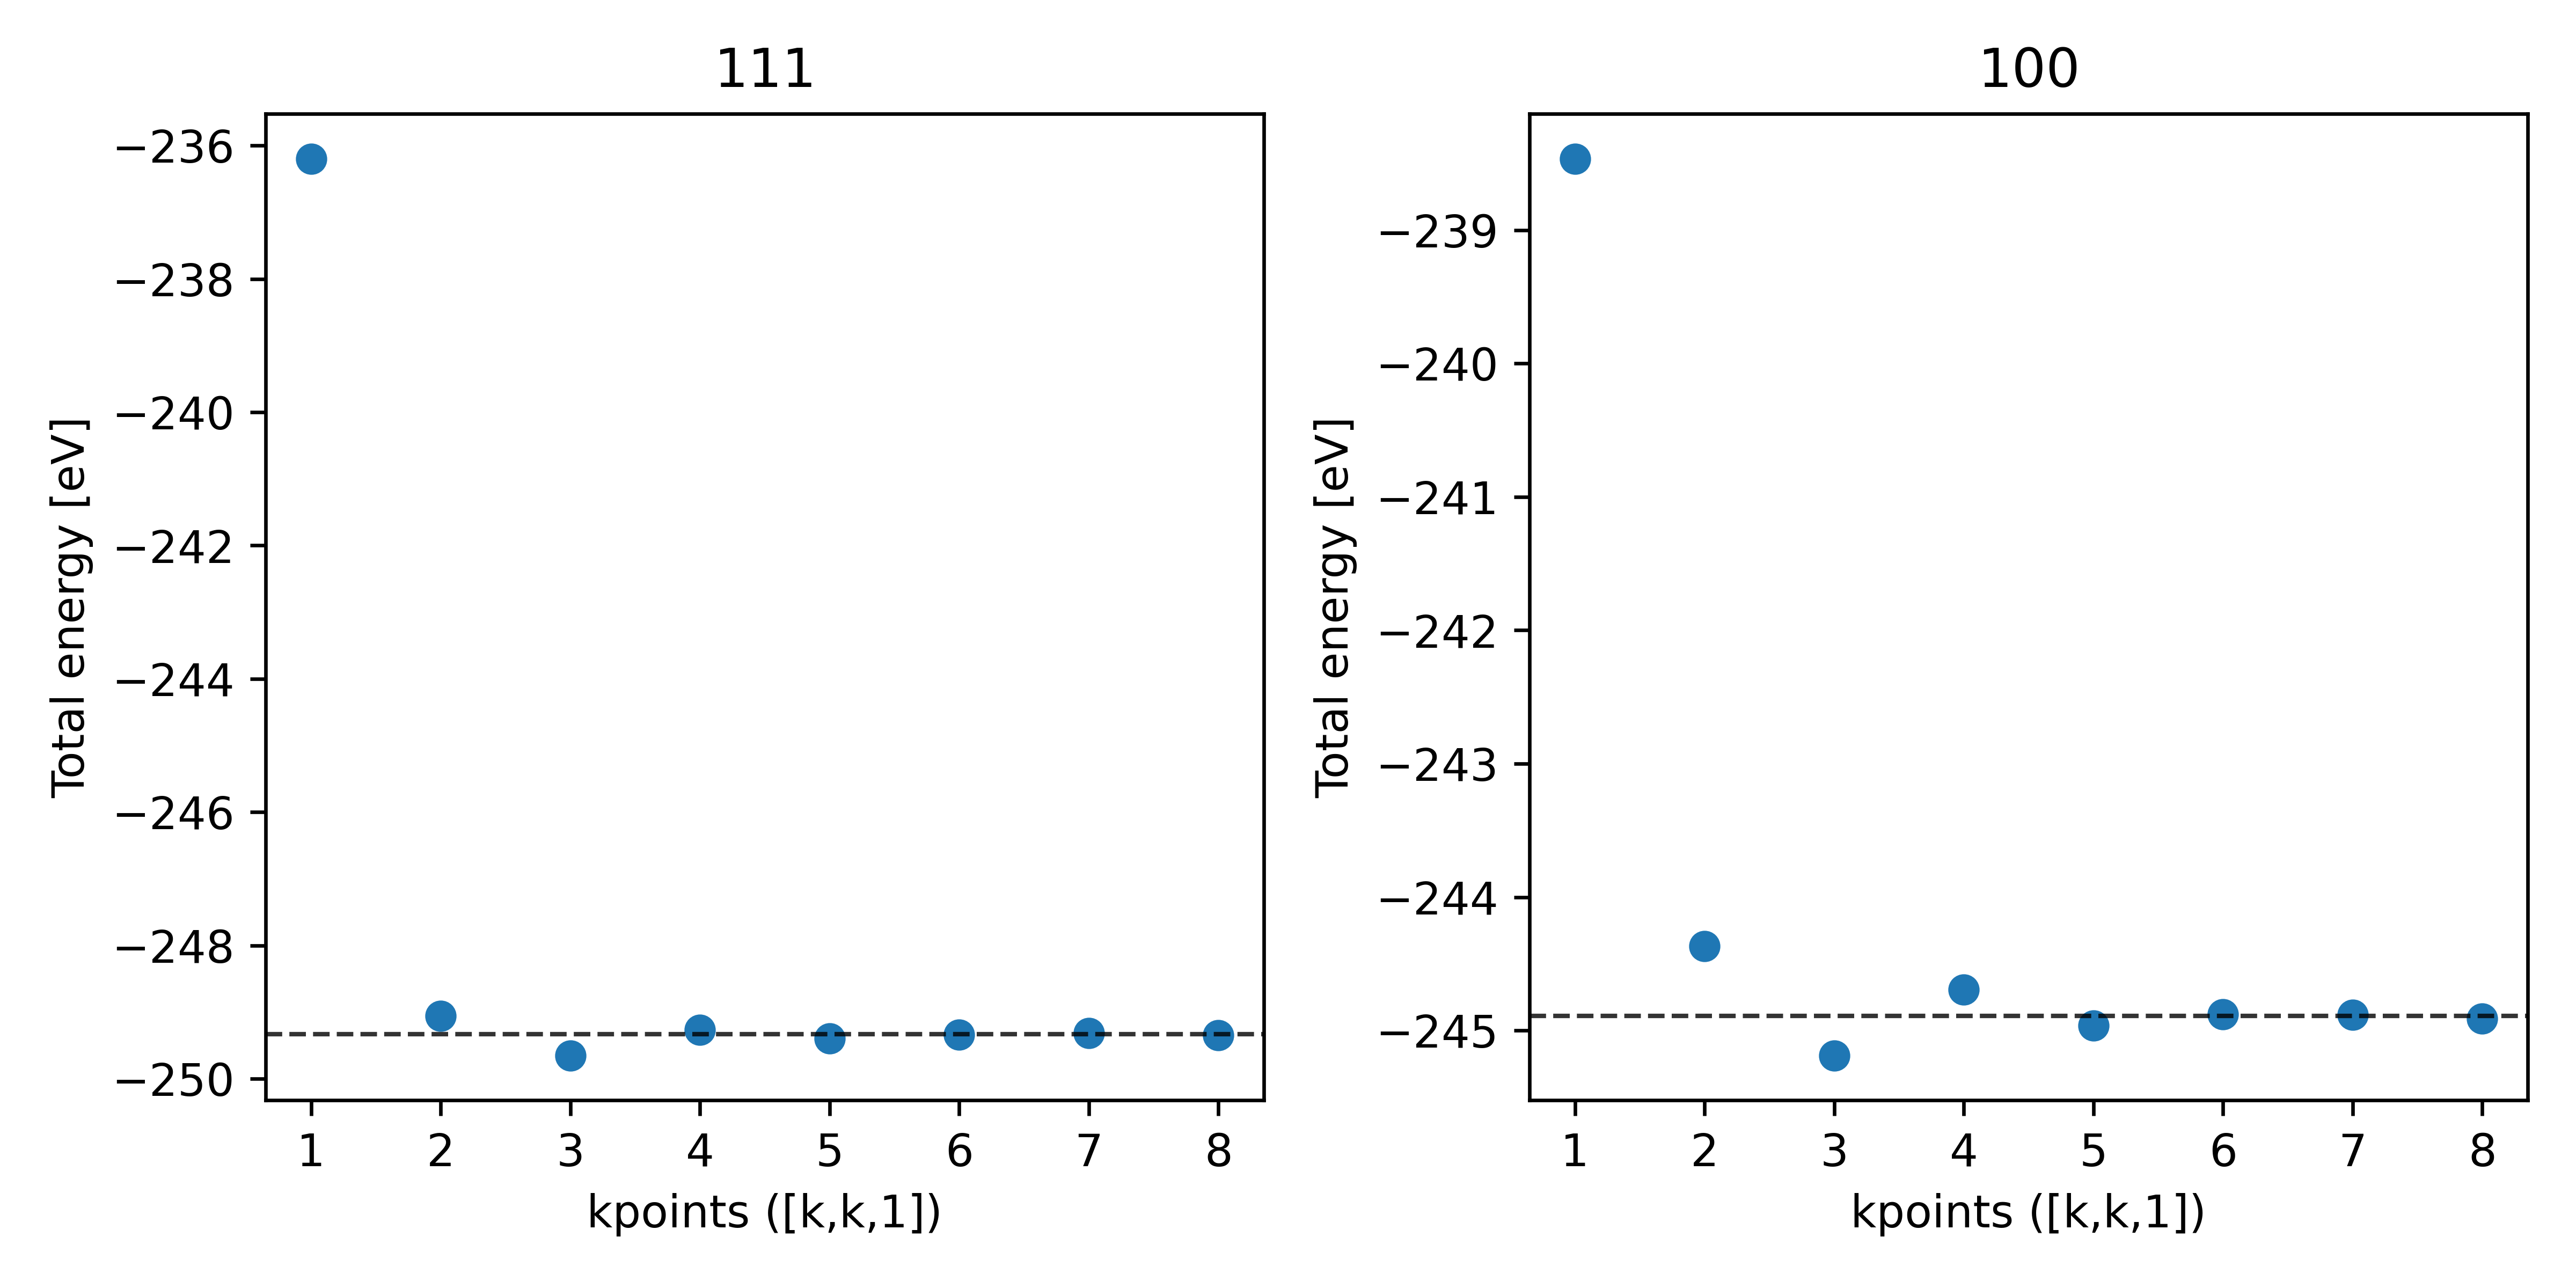 111
Total energy [eV]
−236
−238
−240
−242
−244
−246
−248
−250
1 2 3 4 5 6 7 8
kpoints ([k,k,1])
100
Total energy [eV]
−239
−240
−241
−242
−243
−244
−245
1 2 3 4 5 6 7 8
kpoints ([k,k,1])